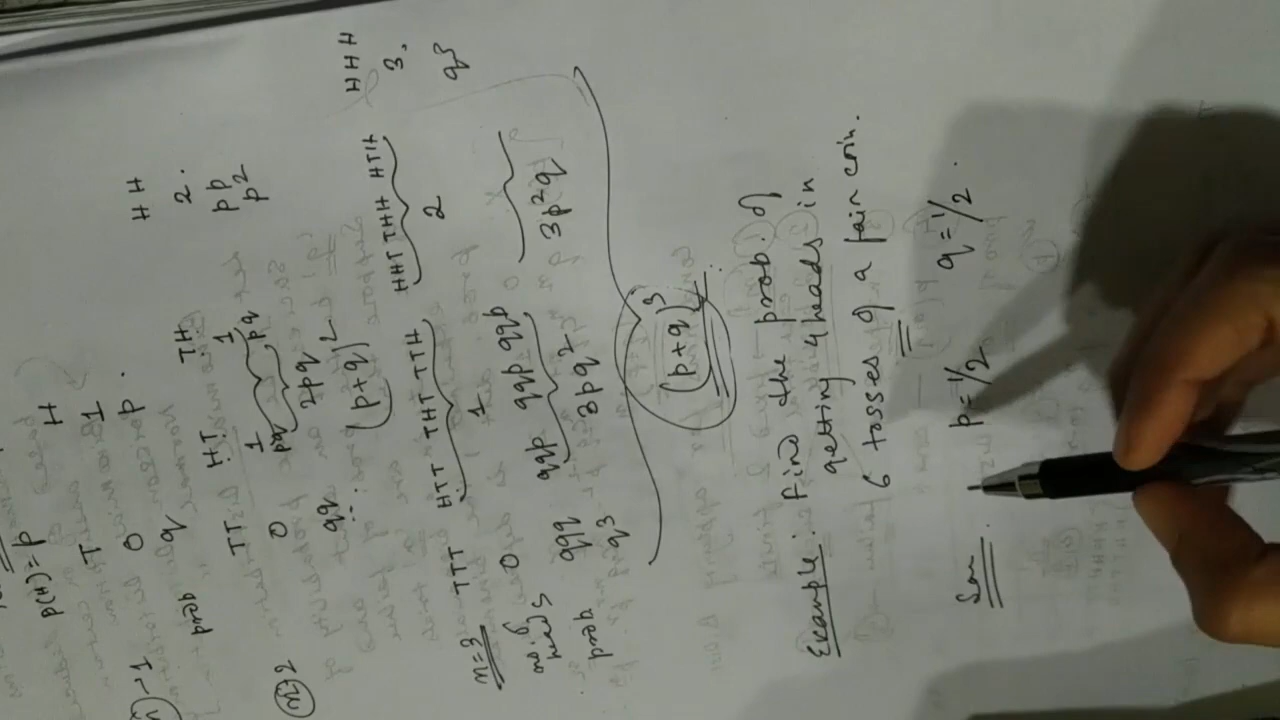 P(H)=p
n-1 T H
0 1
prob q p.
TT HT TH HH
n=2 0 1 1 2.
qq pq pq pp
2pq p2
(p+q)2
n=3 TTT HTT THT TTH HHT THH HTH HHH
no. of heads 0 1 2 3.
prob qqq qqp qqp qqp
q3 3pq2 3p2q q3
(p+q)3
Example: Find the prob. of
getting 4 heads in
6 tosses of a fair coin.
Soln. p=1/2 q=1/2.